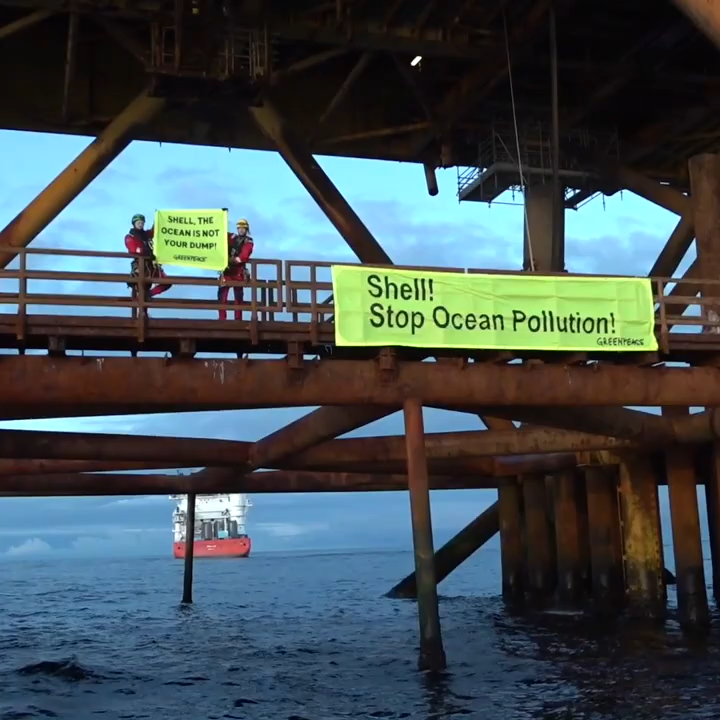 SHELL, THE
OCEAN IS NOT
YOUR DUMP!
GREENPEACE
Shell!
Stop Ocean Pollution!
GREENPEACE